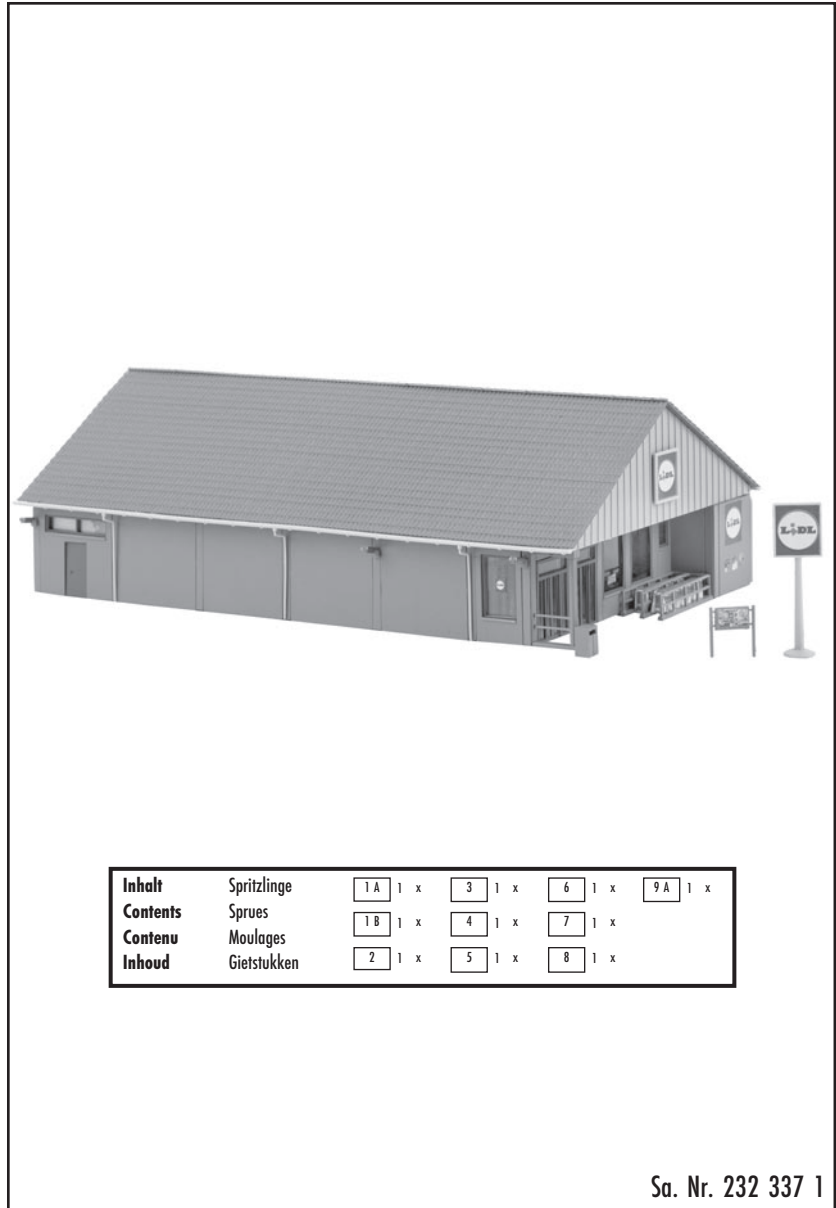 LiDL
LiDL
LiDL
Inhalt Spritzlinge 1 A 1 x 3 1 x 6 1 x 9 A 1 x
Contents Sprues 1 B 1 x 4 1 x 7 1 x
Contenu Moulages 2 1 x 5 1 x 8 1 x
Inhoud Gietstukken
Sa. Nr. 232 337 1